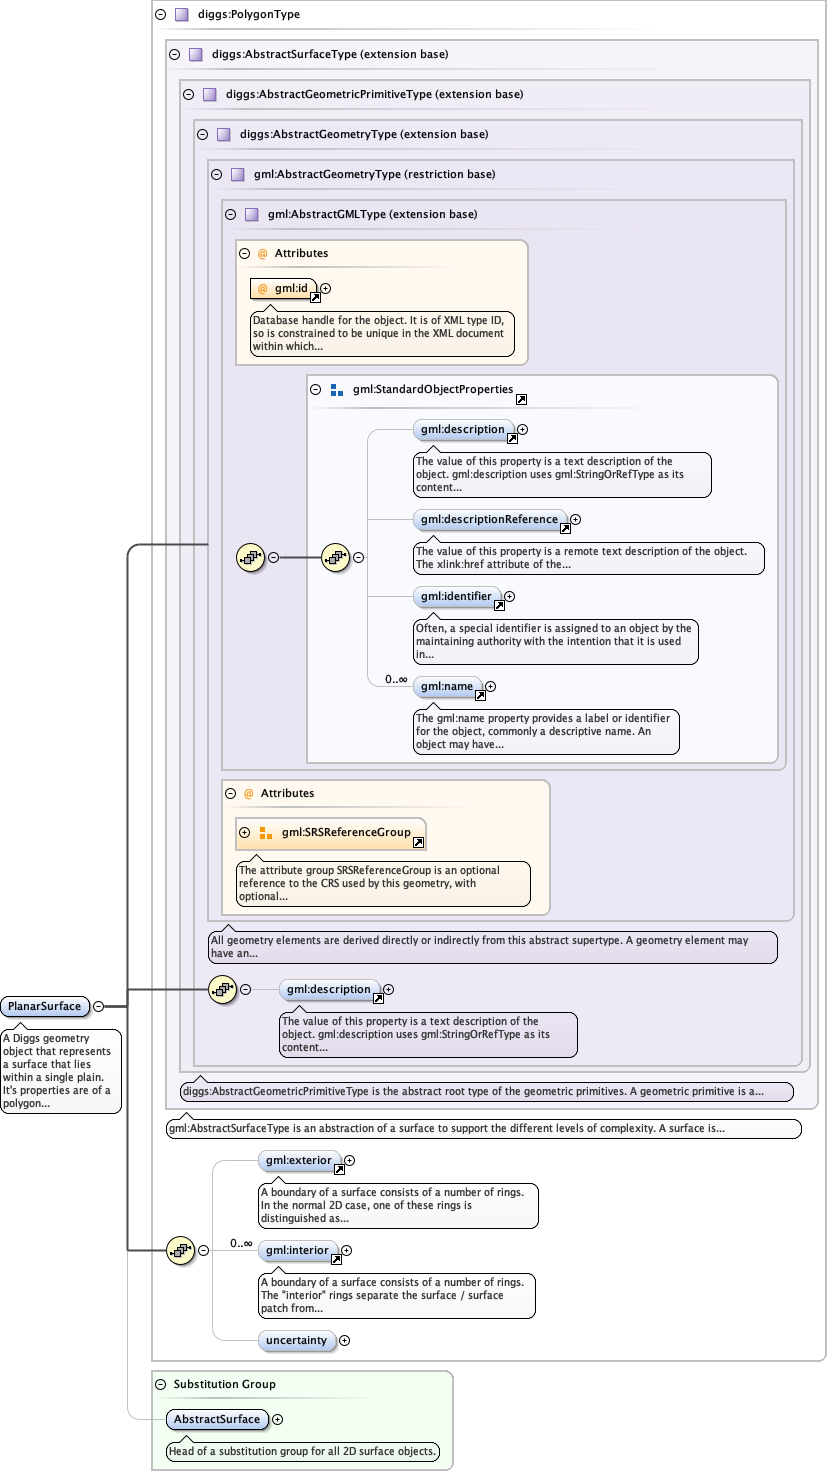 diggs:PolygonType
diggs:AbstractSurfaceType (extension base)
diggs:AbstractGeometricPrimitiveType (extension base)
diggs:AbstractGeometryType (extension base)
gml:AbstractGeometryType (restriction base)
gml:AbstractGMLType (extension base)
@ Attributes
@ gml:id
Database handle for the object. It is of XML type ID,
so is constrained to be unique in the XML document
within which...
gml:StandardObjectProperties
gml:description
The value of this property is a text description of the
object. gml:description uses gml:StringOrRefType as its
content...
gml:descriptionReference
The value of this property is a remote text description of the object.
The xlink:href attribute of the...
gml:identifier
Often, a special identifier is assigned to an object by the
maintaining authority with the intention that it is used
in...
0..∞
gml:name
The gml:name property provides a label or identifier
for the object, commonly a descriptive name. An
object may have...
@ Attributes
gml:SRSReferenceGroup
The attribute group SRSReferenceGroup is an optional
reference to the CRS used by this geometry, with
optional...
All geometry elements are derived directly or indirectly from this abstract supertype. A geometry element may
have an...
gml:description
The value of this property is a text description of the
object. gml:description uses gml:StringOrRefType as its
content...
PlanarSurface
A Diggs geometry
object that represents
a surface that lies
within a single plain.
It's properties are of a
polygon...
diggs:AbstractGeometricPrimitiveType is the abstract root type of the geometric primitives. A geometric primitive is a...
gml:AbstractSurfaceType is an abstraction of a surface to support the different levels of complexity. A surface is...
gml:exterior
A boundary of a surface consists of a number of rings.
In the normal 2D case, one of these rings is
distinguished as...
0..∞
gml:interior
A boundary of a surface consists of a number of rings.
The "interior" rings separate the surface / surface
patch from...
uncertainty
Substitution Group
AbstractSurface
Head of a substitution group for all 2D surface objects.